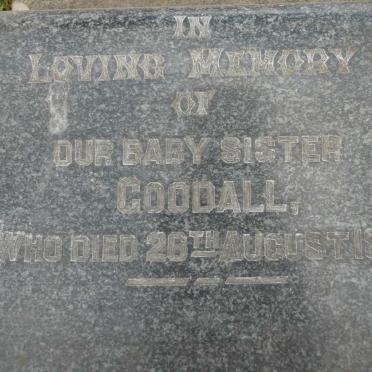 IN
LOVING MEMORY
OF
OUR BABY SISTER
GOODALL,
WHO DIED 26TH AUGUST